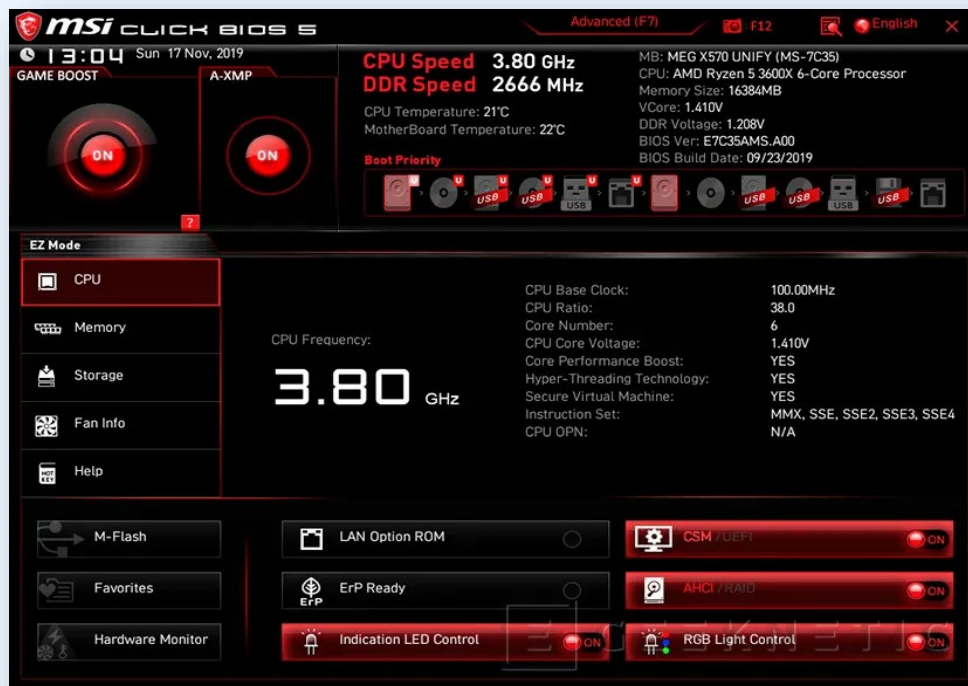 msi CLICK BIOS 5
Advanced (F7)
F12
English
13:04 Sun 17 Nov, 2019
GAME BOOST
A-XMP
ON
ON
?
CPU Speed 3.80 GHz
DDR Speed 2666 MHz
CPU Temperature: 21°C
MotherBoard Temperature: 22°C
MB: MEG X570 UNIFY (MS-7C35)
CPU: AMD Ryzen 5 3600X 6-Core Processor
Memory Size: 16384MB
VCore: 1.410V
DDR Voltage: 1.208V
BIOS Ver: E7C35AMS.A00
BIOS Build Date: 09/23/2019
Boot Priority
U U U U U U
USB USB USB USB USB USB USB
EZ Mode
CPU
Memory
Storage
Fan Info
HOT KEY Help
CPU Frequency:
3.80 GHz
CPU Base Clock: 100.00MHz
CPU Ratio: 38.0
Core Number: 6
CPU Core Voltage: 1.410V
Core Performance Boost: YES
Hyper-Threading Technology: YES
Secure Virtual Machine: YES
Instruction Set: MMX, SSE, SSE2, SSE3, SSE4
CPU OPN: N/A
M-Flash
Favorites
Hardware Monitor
LAN Option ROM
ErP ErP Ready
Indication LED Control ON
CSM /UEFI ON
AHCI /RAID ON
RGB Light Control ON
GEEKNETIC